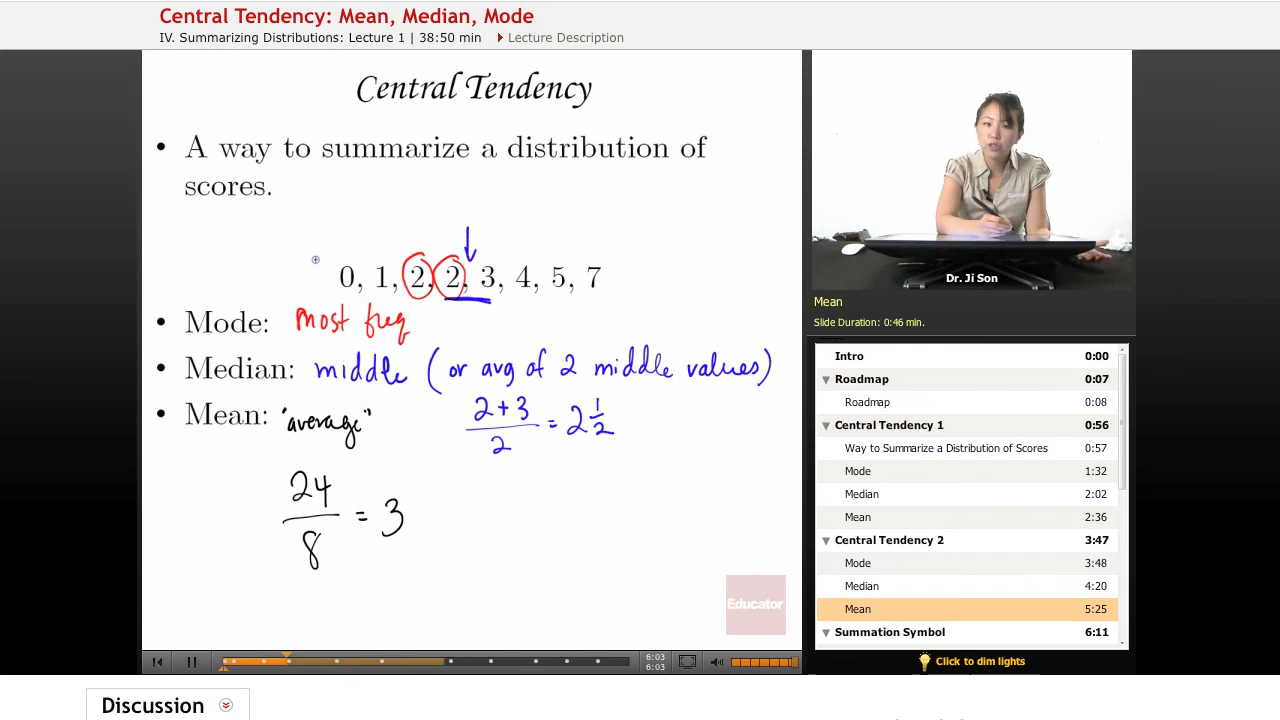 Central Tendency: Mean, Median, Mode
IV. Summarizing Distributions: Lecture 1 | 38:50 min Lecture Description
Central Tendency
• A way to summarize a distribution of
scores.
0, 1, 2, 2, 3, 4, 5, 7
• Mode: most freq
• Median: middle (or avg of 2 middle values)
• Mean: "average"
2 + 3
2
= 2 1/2
24
8
= 3
Educator
6:03
6:03
Dr. Ji Son
Mean
Slide Duration: 0:46 min.
Intro 0:00
Roadmap 0:07
Roadmap 0:08
Central Tendency 1 0:56
Way to Summarize a Distribution of Scores 0:57
Mode 1:32
Median 2:02
Mean 2:36
Central Tendency 2 3:47
Mode 3:48
Median 4:20
Mean 5:25
Summation Symbol 6:11
Click to dim lights
Discussion